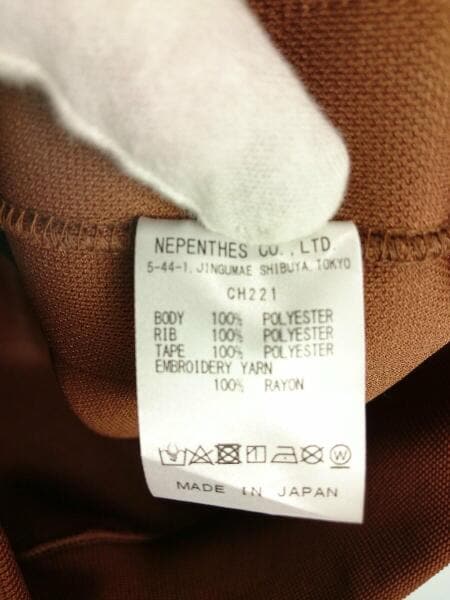 NEPENTHES CO., LTD.
5-44-1, JINGUMAE SHIBUYA, TOKYO
CH221
BODY 100% POLYESTER
RIB 100% POLYESTER
TAPE 100% POLYESTER
EMBROIDERY YARN
100% RAYON
W
MADE IN JAPAN